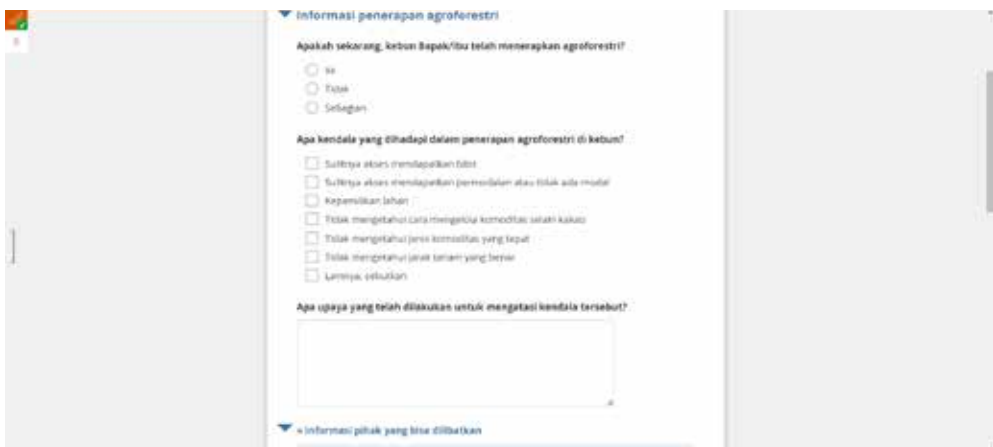 Informasi penerapan agroforestri
Apakah sekarang, kebun Bapak/Ibu telah menerapkan agroforestri?
Ya
Tidak
Sebagian
Apa kendala yang dihadapi dalam penerapan agroforestri di kebun?
Sulitnya akses mendapatkan bibit
Sulitnya akses mendapatkan permodalan atau tidak ada modal
Kepemilikan lahan
Tidak mengetahui cara mengelola komoditas selain kakao
Tidak mengetahui jenis komoditas yang tepat
Tidak mengetahui jarak tanam yang benar
Lainnya, sebutkan
Apa upaya yang telah dilakukan untuk mengatasi kendala tersebut?
» Informasi pihak yang bisa dilibatkan